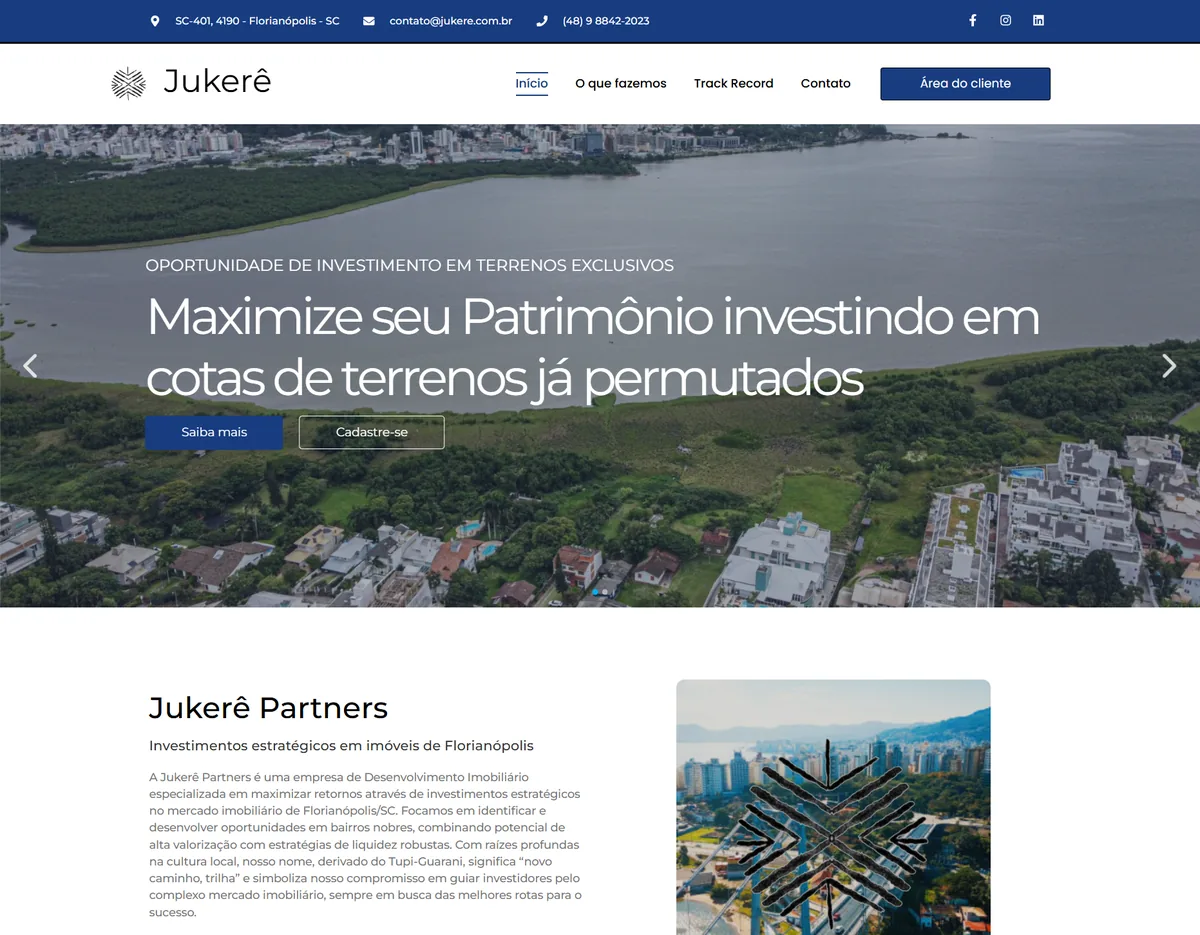 SC-401, 4190 - Florianópolis - SC
contato@jukere.com.br
(48) 9 8842-2023
Jukerê
Início
O que fazemos
Track Record
Contato
Área do cliente
OPORTUNIDADE DE INVESTIMENTO EM TERRENOS EXCLUSIVOS
Maximize seu Patrimônio investindo em
cotas de terrenos já permutados
Saiba mais
Cadastre-se
Jukerê Partners
Investimentos estratégicos em imóveis de Florianópolis
A Jukerê Partners é uma empresa de Desenvolvimento Imobiliário
especializada em maximizar retornos através de investimentos estratégicos
no mercado imobiliário de Florianópolis/SC. Focamos em identificar e
desenvolver oportunidades em bairros nobres, combinando potencial de
alta valorização com estratégias de liquidez robustas. Com raízes profundas
na cultura local, nosso nome, derivado do Tupi-Guarani, significa “novo
caminho, trilha” e simboliza nosso compromisso em guiar investidores pelo
complexo mercado imobiliário, sempre em busca das melhores rotas para o
sucesso.